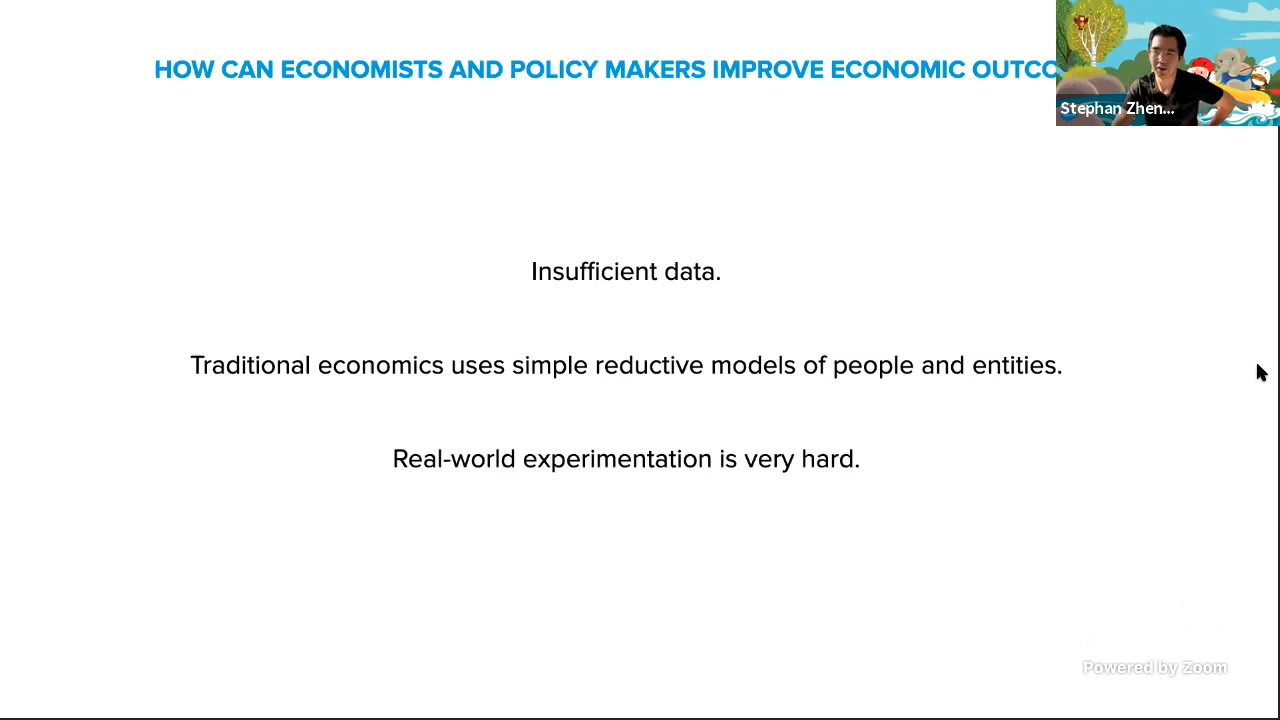 HOW CAN ECONOMISTS AND POLICY MAKERS IMPROVE ECONOMIC OUTCO
Stephan Zhen...
Insufficient data.
Traditional economics uses simple reductive models of people and entities.
Real-world experimentation is very hard.
Powered by Zoom